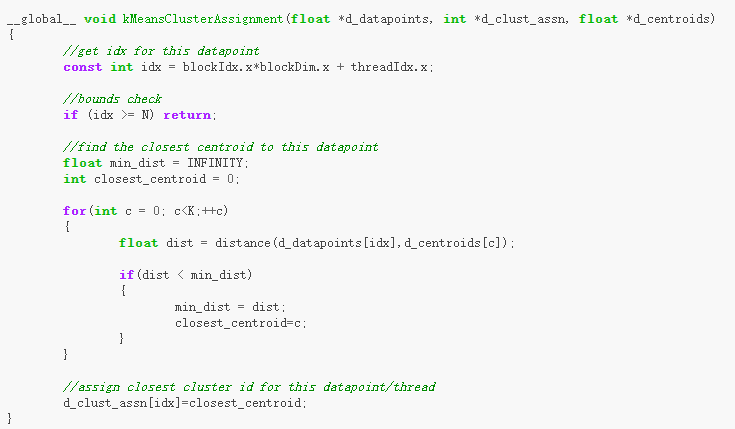 __global__ void kMeansClusterAssignment(float *d_datapoints, int *d_clust_assn, float *d_centroids)
{
//get idx for this datapoint
const int idx = blockIdx.x*blockDim.x + threadIdx.x;
//bounds check
if (idx >= N) return;
//find the closest centroid to this datapoint
float min_dist = INFINITY;
int closest_centroid = 0;
for(int c = 0; c<K;++c)
{
float dist = distance(d_datapoints[idx],d_centroids[c]);
if(dist < min_dist)
{
min_dist = dist;
closest_centroid=c;
}
}
//assign closest cluster id for this datapoint/thread
d_clust_assn[idx]=closest_centroid;
}